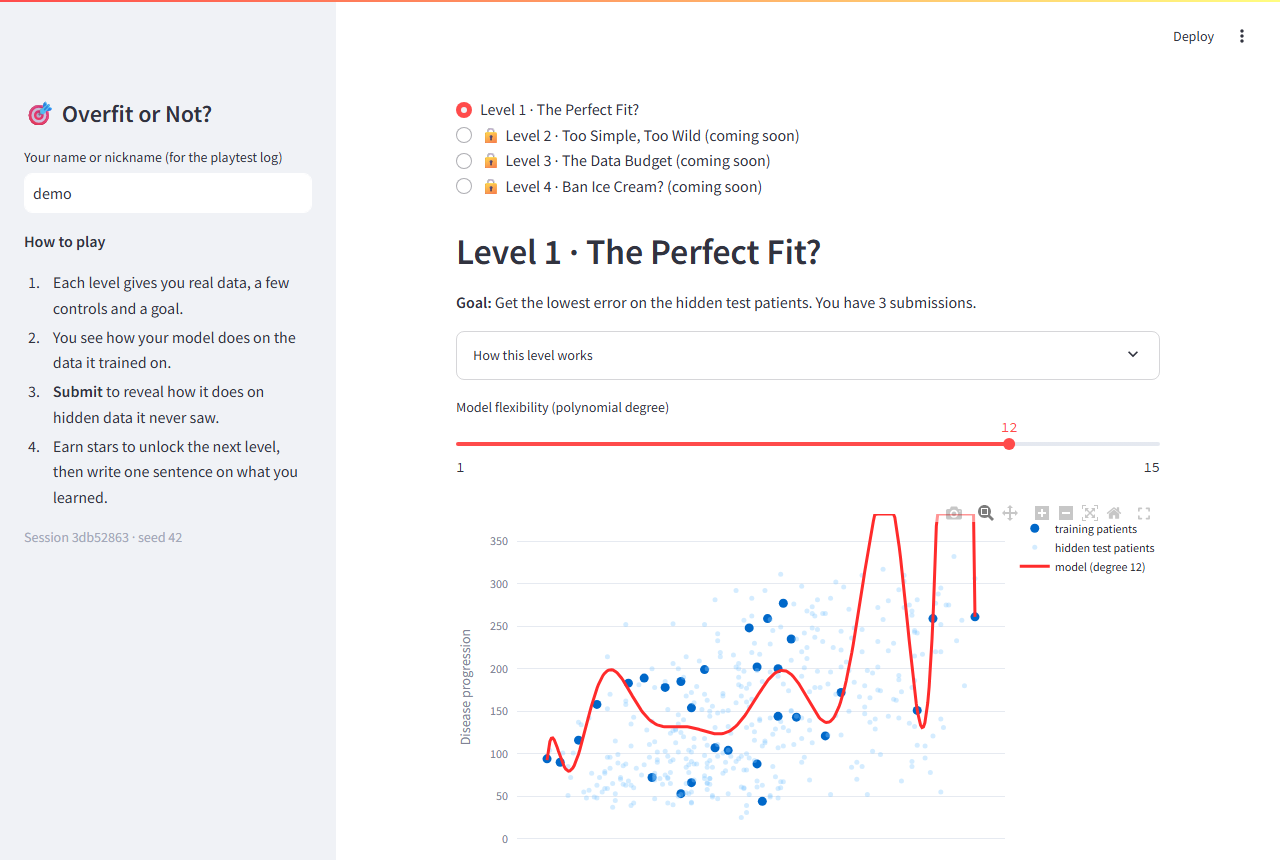 Deploy
🎯 Overfit or Not?
Your name or nickname (for the playtest log)
demo
How to play
1. Each level gives you real data, a few
controls and a goal.
2. You see how your model does on the
data it trained on.
3. Submit to reveal how it does on
hidden data it never saw.
4. Earn stars to unlock the next level,
then write one sentence on what you
learned.
Session 3db52863 · seed 42
Level 1 · The Perfect Fit?
🔒 Level 2 · Too Simple, Too Wild (coming soon)
🔒 Level 3 · The Data Budget (coming soon)
🔒 Level 4 · Ban Ice Cream? (coming soon)
Level 1 · The Perfect Fit?
Goal: Get the lowest error on the hidden test patients. You have 3 submissions.
How this level works
Model flexibility (polynomial degree)
12
1
15
training patients
hidden test patients
model (degree 12)
Disease progression
350
300
250
200
150
100
50
0